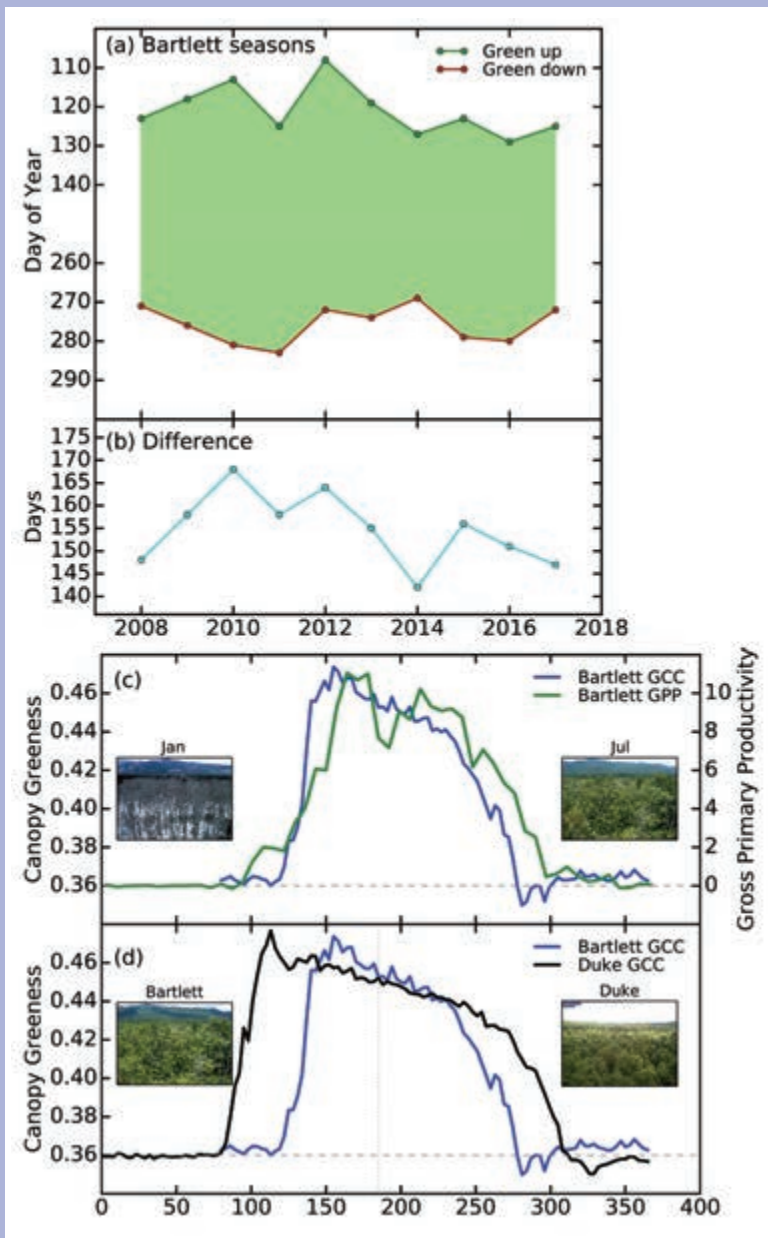 (a) Bartlett seasons
Green up
Green down
110
120
130
140
260
270
280
290
Day of Year
(b) Difference
175
170
165
160
155
150
145
140
Days
2008 2010 2012 2014 2016 2018
(c)
Bartlett GCC
Bartlett GPP
Jan
Jul
0.46
0.44
0.42
0.40
0.38
0.36
Canopy Greeness
10
8
6
4
2
0
Gross Primary Productivity
(d)
Bartlett GCC
Duke GCC
Bartlett
Duke
0.46
0.44
0.42
0.40
0.38
0.36
Canopy Greeness
0 50 100 150 200 250 300 350 400